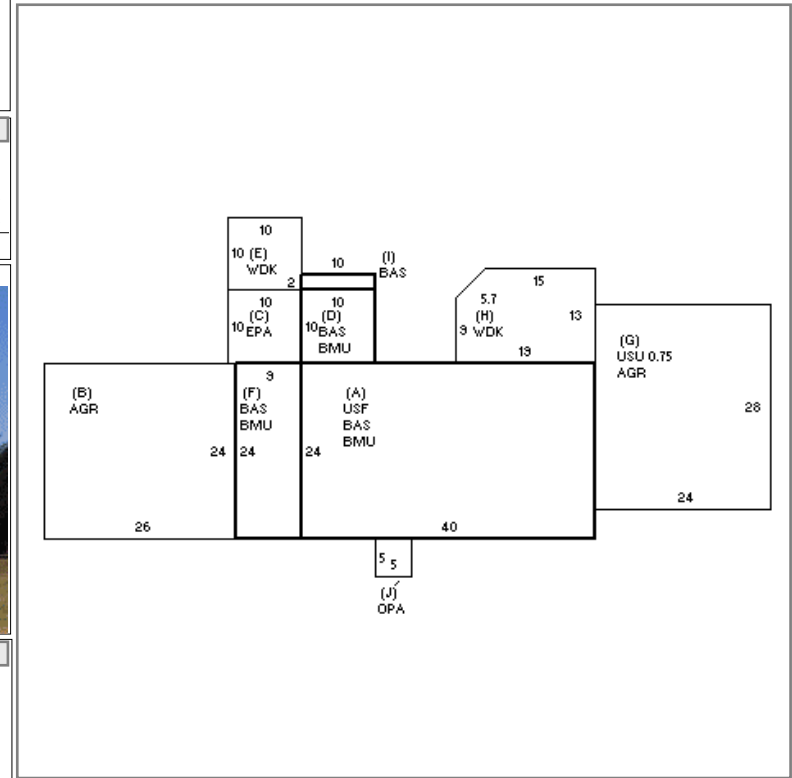 10
10 (E)
WDK
2
10
(I)
BAS
10
(C)
10 EPA
10
(D)
10 BAS
BMU
15
5.7
(H)
9 WDK
13
19
(G)
USU 0.75
AGR
28
24
(B)
AGR
24
26
9
(F)
BAS
BMU
24
(A)
USF
BAS
BMU
24
40
5
5
(J)
OPA